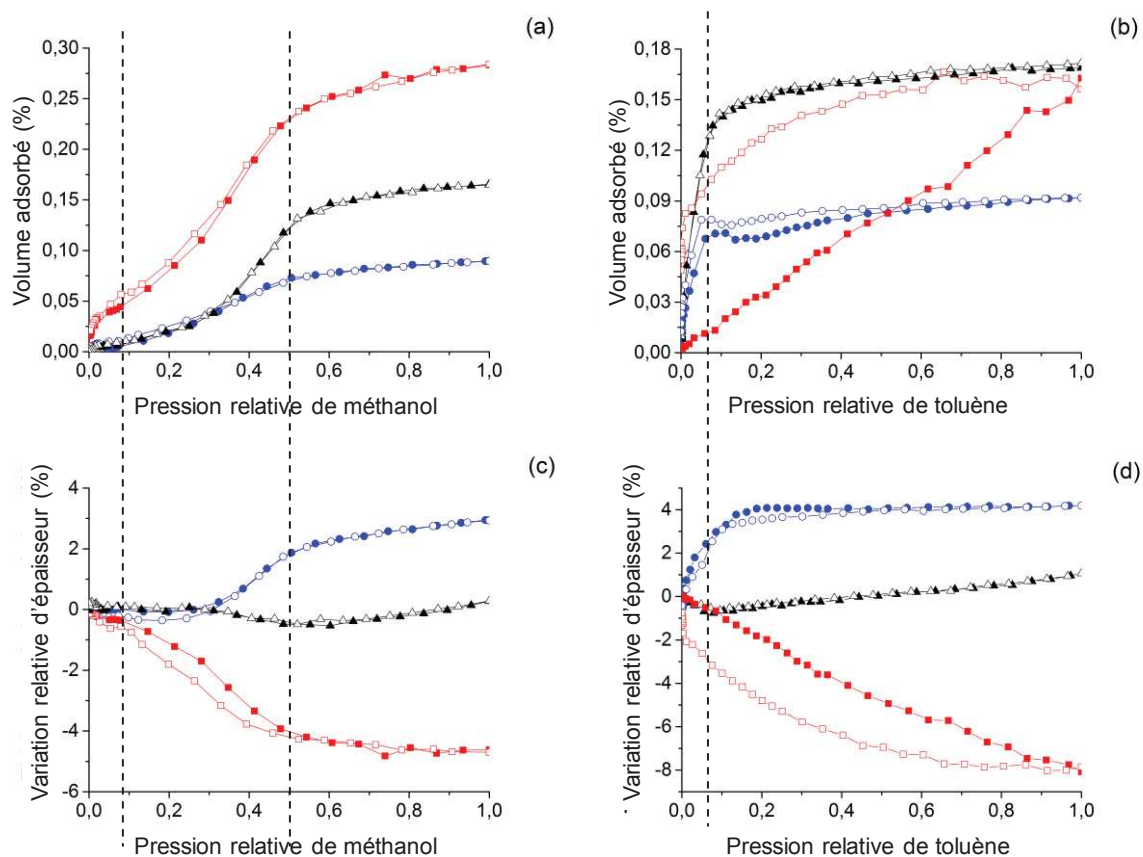 (a)
Volume adsorbé (%)
0,30
0,25
0,20
0,15
0,10
0,05
0,00
0,0 0,2 0,4 0,6 0,8 1,0
Pression relative de méthanol
(b)
Volume adsorbé (%)
0,18
0,15
0,12
0,09
0,06
0,03
0,00
0,0 0,2 0,4 0,6 0,8 1,0
Pression relative de toluène
(c)
Variation relative d'épaisseur (%)
4
2
0
-2
-4
-6
0,0 0,2 0,4 0,6 0,8 1,0
Pression relative de méthanol
(d)
Variation relative d'épaisseur (%)
6
4
2
0
-2
-4
-6
-8
0,0 0,2 0,4 0,6 0,8 1,0
Pression relative de toluène